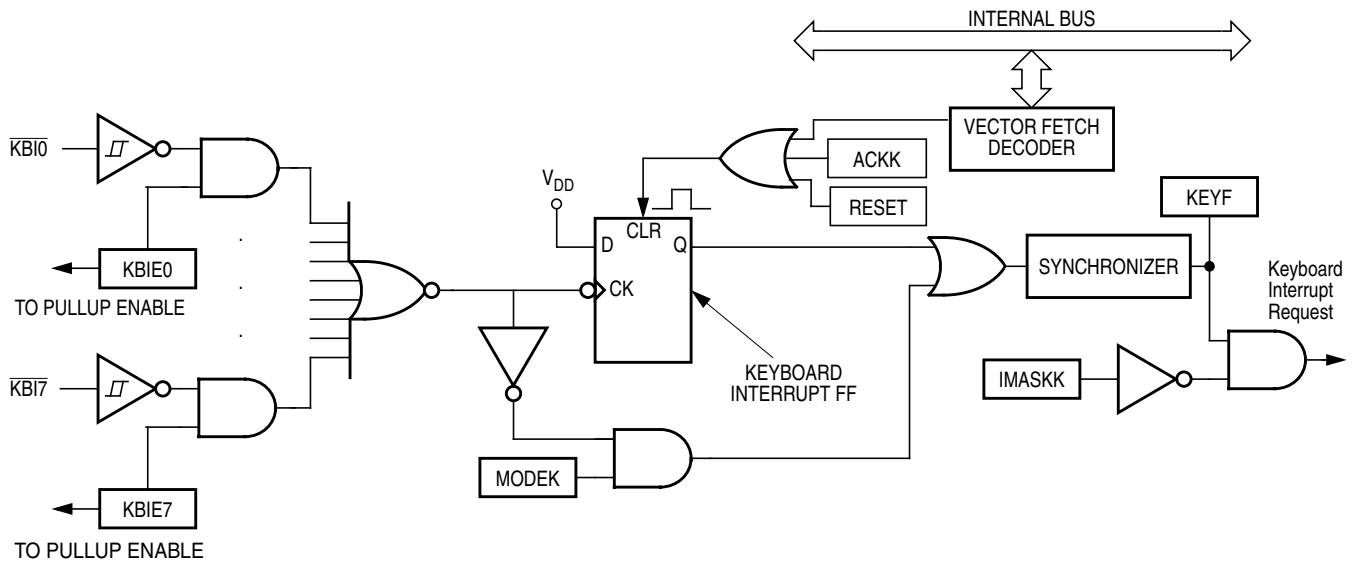 INTERNAL BUS
VECTOR FETCH
DECODER
ACKK
RESET
KBI0
KBIE0
TO PULLUP ENABLE
KBI7
KBIE7
TO PULLUP ENABLE
VDD
D
CLR
Q
CK
KEYBOARD
INTERRUPT FF
MODEK
SYNCHRONIZER
KEYF
IMASKK
Keyboard
Interrupt
Request